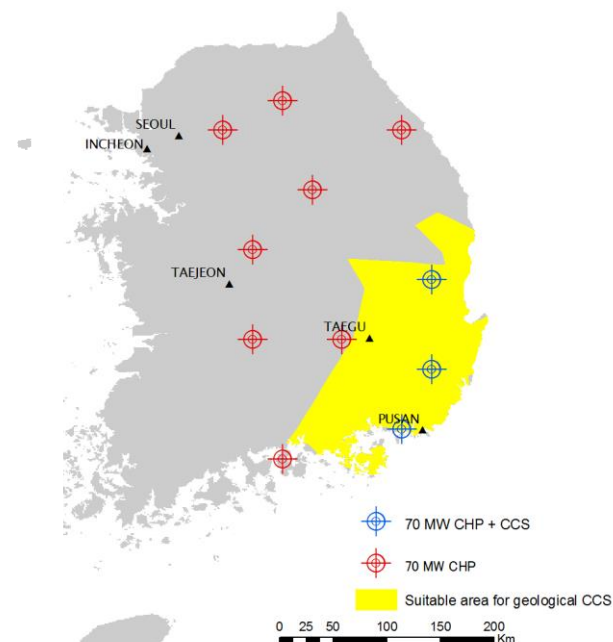 SEOUL
INCHEON
TAEJEON
TAEGU
PUSAN
70 MW CHP + CCS
70 MW CHP
Suitable area for geological CCS
0 25 50 100 150 200
Km